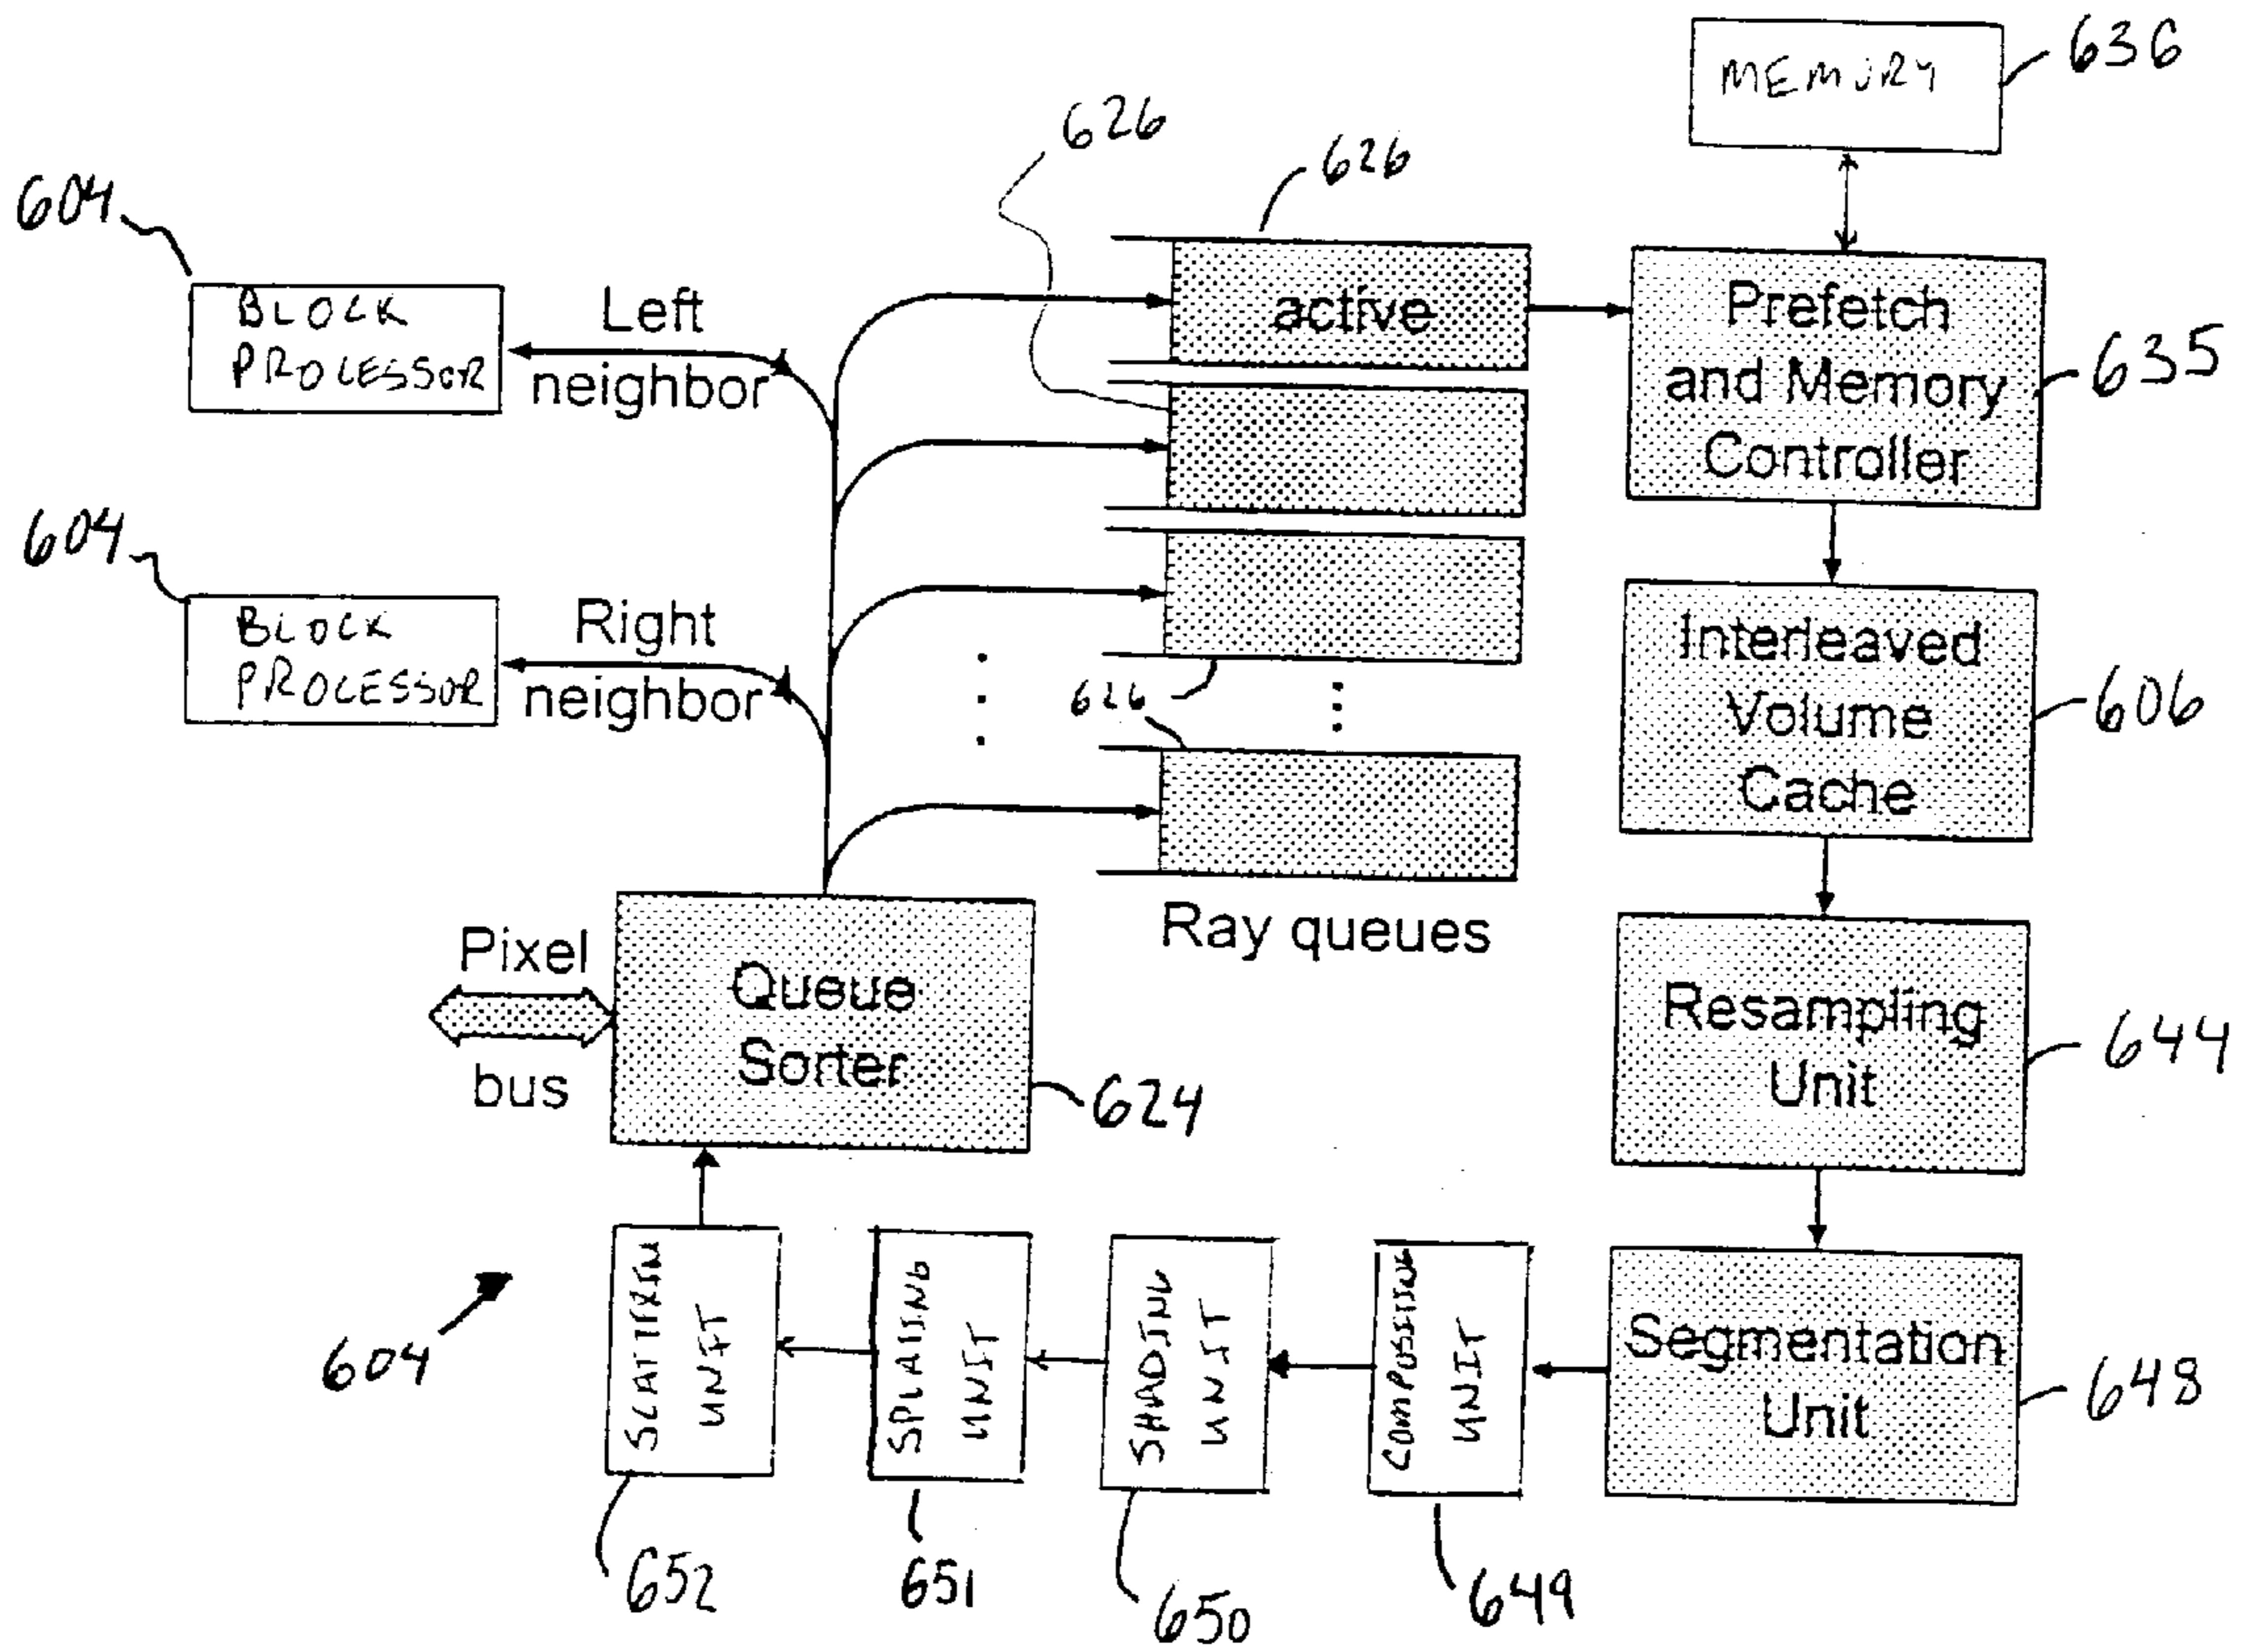 MEMORY
636
626
626
604
BLOCK
PROCESSOR
Left
neighbor
active
Prefetch
and Memory
Controller
635
604
BLOCK
PROCESSOR
Right
neighbor
626
626
Interleaved
Volume
Cache
606
Ray queues
Pixel
bus
Queue
Sorter
624
Resampling
Unit
644
604
SCATTERIN
UNIT
652
SPLATING
UNIT
651
SHADING
UNIT
650
COMPOSITING
UNIT
649
Segmentation
Unit
648